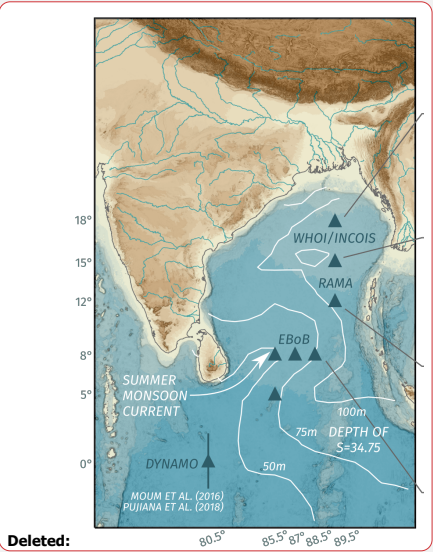 18°
WHOI/INCOIS
15°
RAMA
12°
EBoB
8°
SUMMER
MONSOON
CURRENT
5°
100m
75m
DEPTH OF
S=34.75
50m
0°
DYNAMO
MOUM ET AL. (2016)
PUJIANA ET AL. (2018)
Deleted:
80.5° 85.5° 87° 88.5° 89.5°